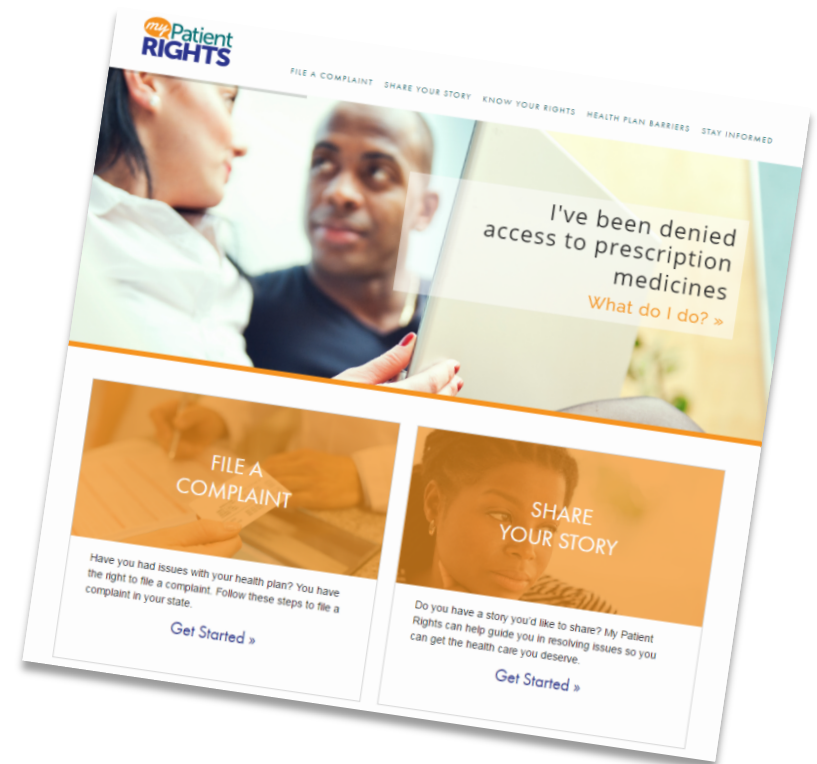 my Patient
RIGHTS
FILE A COMPLAINT SHARE YOUR STORY KNOW YOUR RIGHTS HEALTH PLAN BARRIERS STAY INFORMED
I've been denied
access to prescription
medicines
What do I do? »
FILE A
COMPLAINT
Have you had issues with your health plan? You have
the right to file a complaint. Follow these steps to file a
complaint in your state.
Get Started »
SHARE
YOUR STORY
Do you have a story you'd like to share? My Patient
Rights can help guide you in resolving issues so you
can get the health care you deserve.
Get Started »